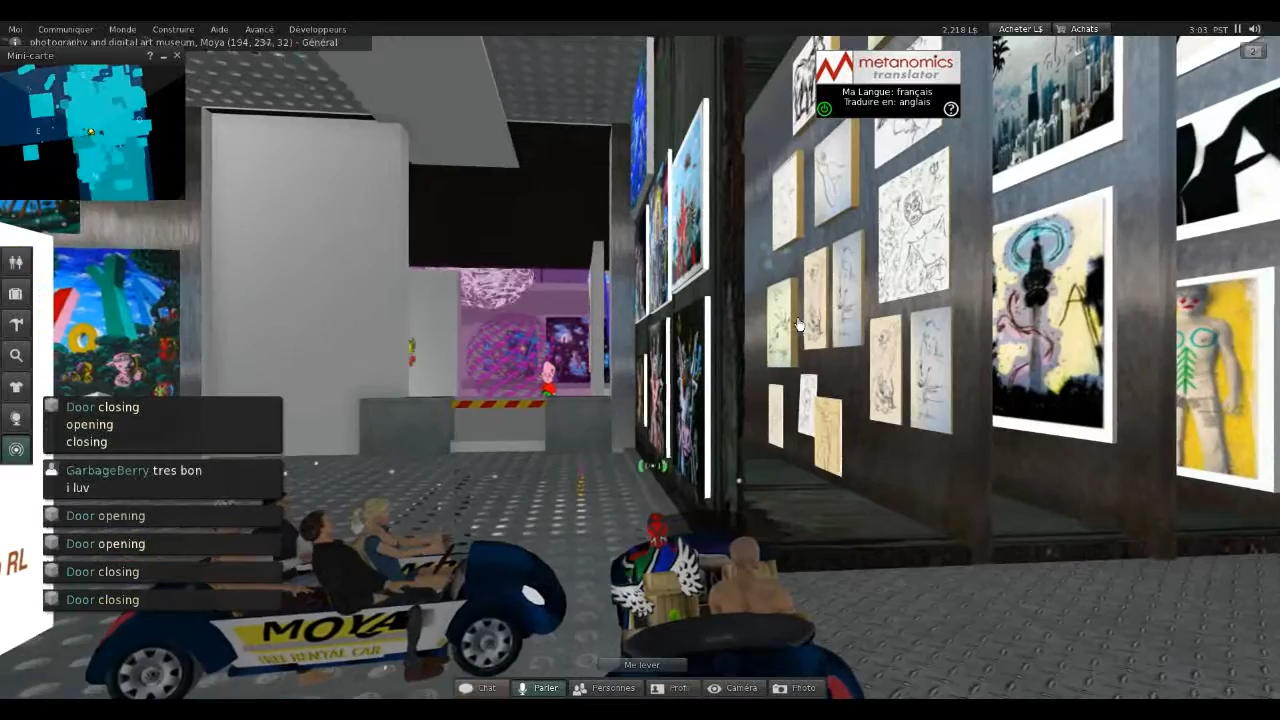 Moi Communiquer Monde Construire Aide Avancé Développeurs
2,218 L$ Acheter L$ Achats 3:03 PST
photography and digital art museum, Moya (194, 237, 32) - Général
Mini-carte ? _ ×
2
metanomics
translator
Ma Langue: français
Traduire en: anglais
?
E
Door closing
opening
closing
GarbageBerry tres bon
i luv
Door opening
Door opening
Door closing
Door closing
RL
MOYA
FREE RENTAL CAR
Me lever
Chat Parler Personnes Profil Caméra Photo